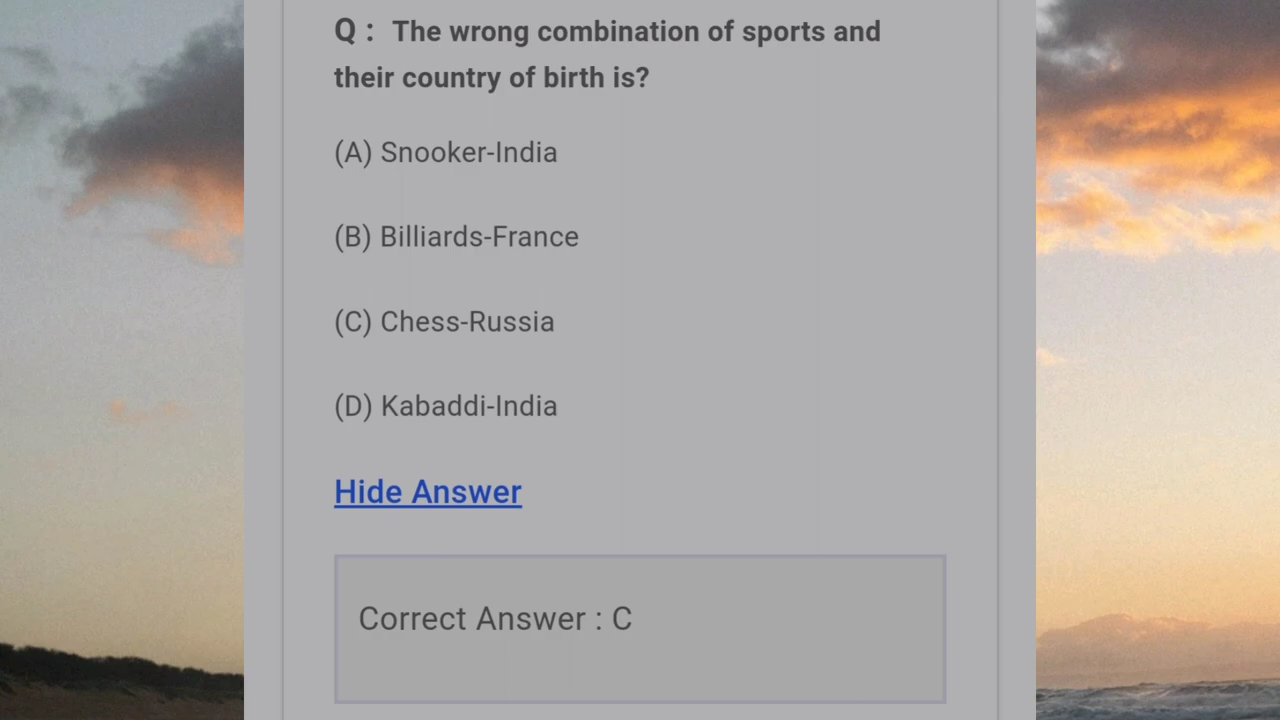 Q : The wrong combination of sports and
their country of birth is?
(A) Snooker-India
(B) Billiards-France
(C) Chess-Russia
(D) Kabaddi-India
Hide Answer
Correct Answer : C